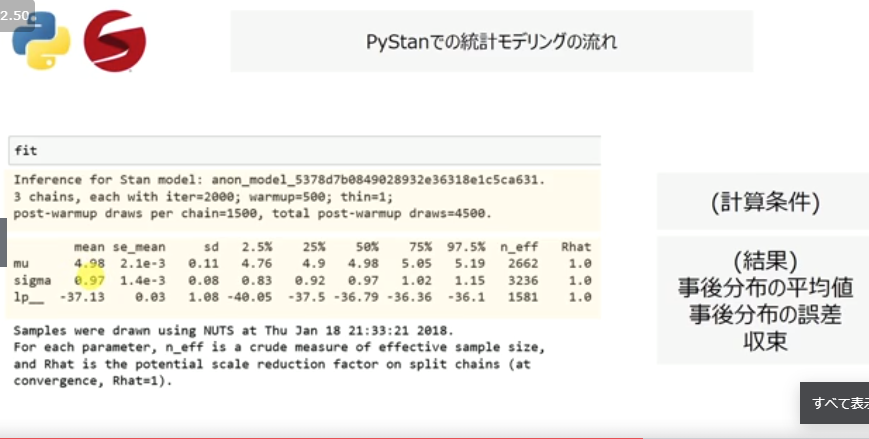 2.50
PyStanでの統計モデリングの流れ
fit
Inference for Stan model: anon_model_5378d7b0849028932e36318e1c5ca631.
3 chains, each with iter=2000; warmup=500; thin=1;
post-warmup draws per chain=1500, total post-warmup draws=4500.
mean se_mean sd 2.5% 25% 50% 75% 97.5% n_eff Rhat
mu 4.98 2.1e-3 0.11 4.76 4.9 4.98 5.05 5.19 2662 1.0
sigma 0.97 1.4e-3 0.08 0.83 0.92 0.97 1.02 1.15 3236 1.0
lp__ -37.13 0.03 1.08 -40.05 -37.5 -36.79 -36.36 -36.1 1581 1.0
Samples were drawn using NUTS at Thu Jan 18 21:33:21 2018.
For each parameter, n_eff is a crude measure of effective sample size,
and Rhat is the potential scale reduction factor on split chains (at
convergence, Rhat=1).
(計算条件)
(結果)
事後分布の平均値
事後分布の誤差
収束
すべて表